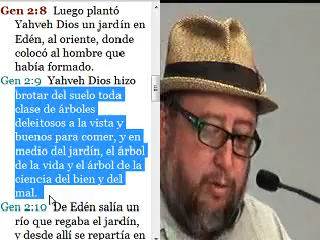 Gen 2:8 Luego plantó
Yahveh Dios un jardín en
Edén, al oriente, donde
colocó al hombre que
había formado.
Gen 2:9 Yahveh Dios hizo
brotar del suelo toda
clase de árboles
deleitosos a la vista y
buenos para comer, y en
medio del jardín, el árbol
de la vida y el árbol de la
ciencia del bien y del
mal.
Gen 2:10 De Edén salía un
río que regaba el jardín,
y desde allí se repartía en